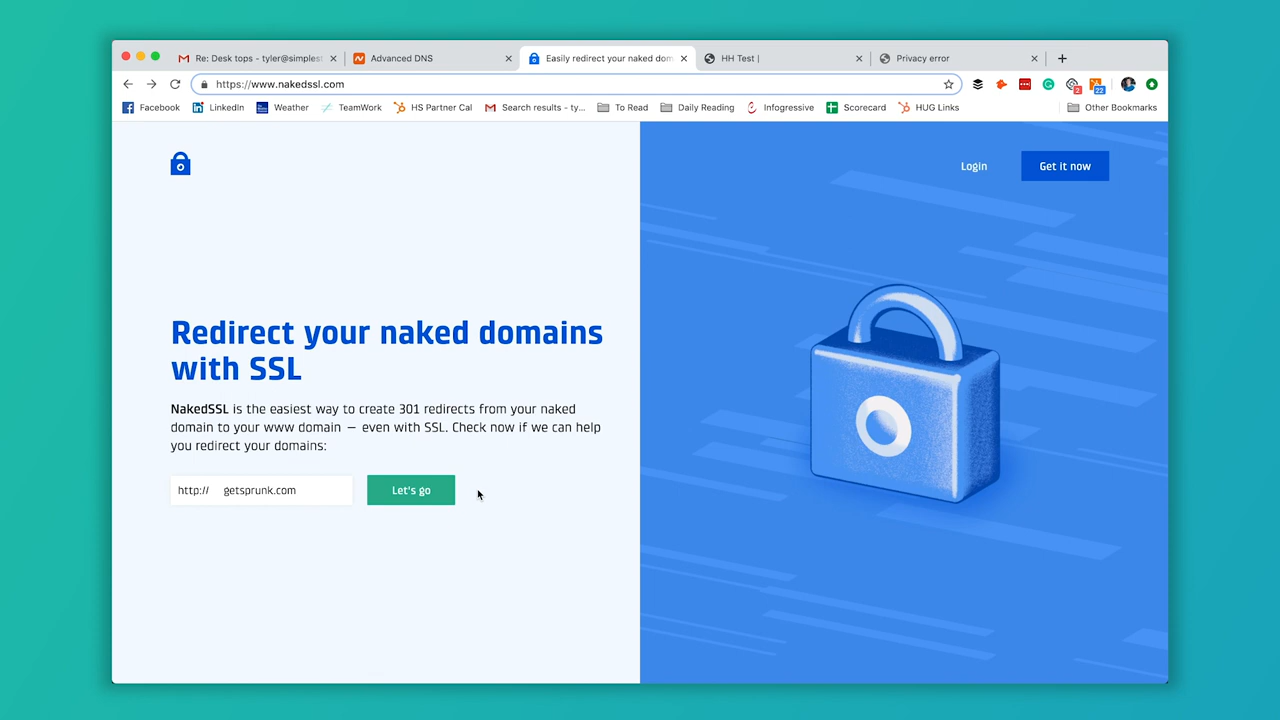 Re: Desk tops - tyler@simplest
Advanced DNS
Easily redirect your naked dom
HH Test |
Privacy error
https://www.nakedssl.com
2
22
Facebook
LinkedIn
Weather
TeamWork
HS Partner Cal
Search results - ty...
To Read
Daily Reading
Infogressive
Scorecard
HUG Links
Other Bookmarks
Login
Get it now
Redirect your naked domains
with SSL
NakedSSL is the easiest way to create 301 redirects from your naked
domain to your www domain — even with SSL. Check now if we can help
you redirect your domains:
http:// getsprunk.com
Let's go